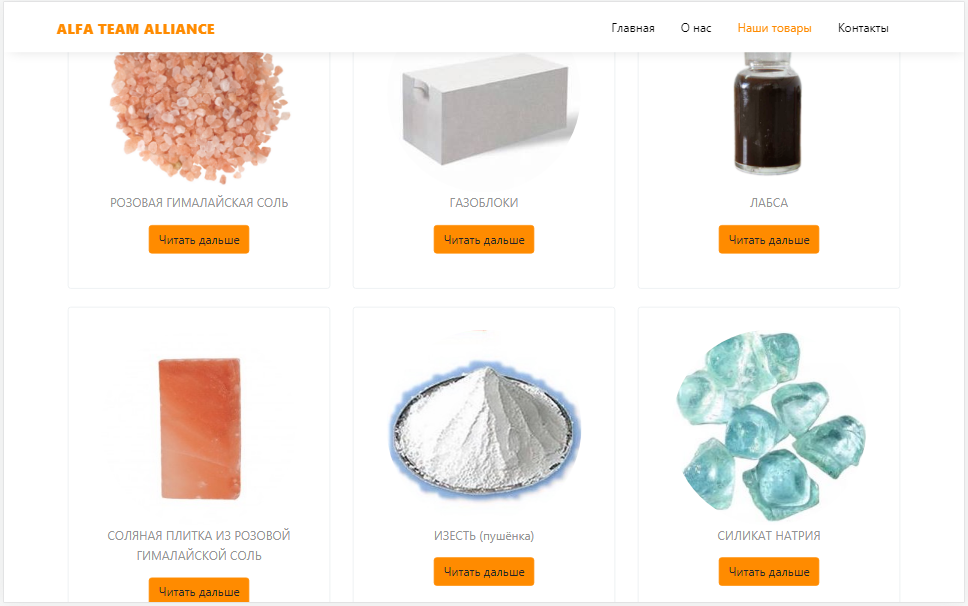 ALFA TEAM ALLIANCE
Главная О нас Наши товары Контакты
РОЗОВАЯ ГИМАЛАЙСКАЯ СОЛЬ
ГАЗОБЛОКИ
ЛАБСА
Читать дальше
Читать дальше
Читать дальше
СОЛЯНАЯ ПЛИТКА ИЗ РОЗОВОЙ
ГИМАЛАЙСКОЙ СОЛЬ
ИЗЕСТЬ (пушёнка)
СИЛИКАТ НАТРИЯ
Читать дальше
Читать дальше
Читать дальше